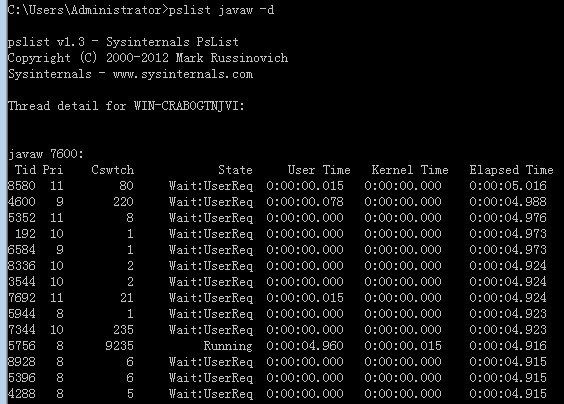 C:\Users\Administrator>pslist javaw -d
pslist v1.3 - Sysinternals PsList
Copyright (C) 2000-2012 Mark Russinovich
Sysinternals - www.sysinternals.com
Thread detail for WIN-CRABOGTNJVI:
javaw 7600:
Tid Pri Cswtch State User Time Kernel Time Elapsed Time
8580 11 80 Wait:UserReq 0:00:00.015 0:00:00.000 0:00:05.016
4600 9 220 Wait:UserReq 0:00:00.078 0:00:00.000 0:00:04.988
5352 11 8 Wait:UserReq 0:00:00.000 0:00:00.000 0:00:04.976
192 10 1 Wait:UserReq 0:00:00.000 0:00:00.000 0:00:04.973
6584 9 1 Wait:UserReq 0:00:00.000 0:00:00.000 0:00:04.973
8336 10 2 Wait:UserReq 0:00:00.000 0:00:00.000 0:00:04.924
3544 10 2 Wait:UserReq 0:00:00.000 0:00:00.000 0:00:04.924
7692 11 21 Wait:UserReq 0:00:00.015 0:00:00.000 0:00:04.924
5944 8 1 Wait:UserReq 0:00:00.000 0:00:00.000 0:00:04.923
7344 10 235 Wait:UserReq 0:00:00.000 0:00:00.000 0:00:04.923
5756 8 9235 Running 0:00:04.960 0:00:00.015 0:00:04.916
8928 8 6 Wait:UserReq 0:00:00.000 0:00:00.000 0:00:04.915
5396 8 6 Wait:UserReq 0:00:00.000 0:00:00.000 0:00:04.915
4288 8 5 Wait:UserReq 0:00:00.000 0:00:00.000 0:00:04.915